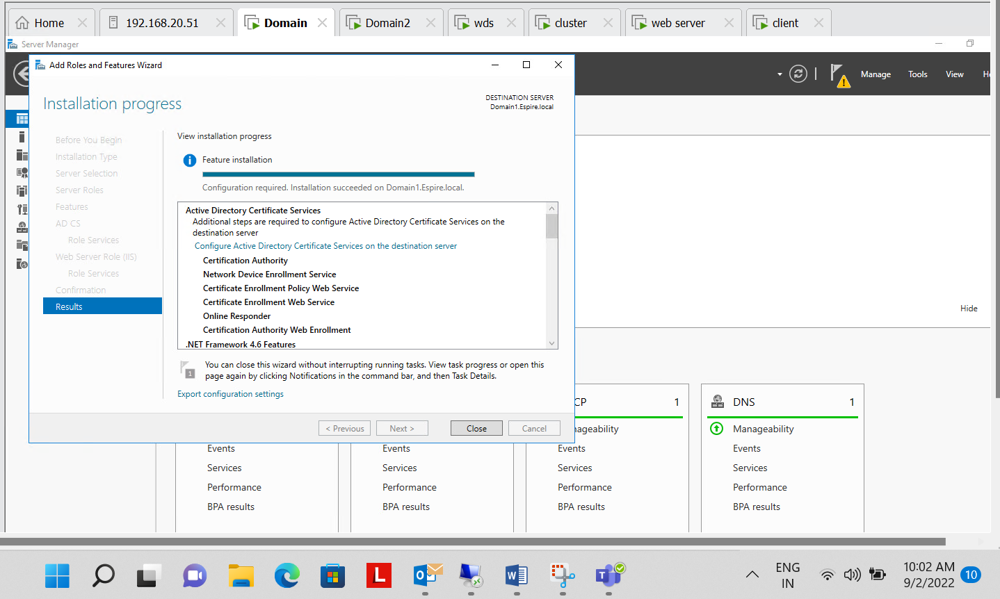 Home
192.168.20.51
Domain
Domain2
wds
cluster
web server
client
Server Manager
Add Roles and Features Wizard
Manage
Tools
View
Installation progress
DESTINATION SERVER
Domain1.Espire.local
Before You Begin
Installation Type
Server Selection
Server Roles
Features
AD CS
Role Services
Web Server Role (IIS)
Role Services
Confirmation
Results
View installation progress
Feature installation
Configuration required. Installation succeeded on Domain1.Espire.local.
Active Directory Certificate Services
Additional steps are required to configure Active Directory Certificate Services on the
destination server
Configure Active Directory Certificate Services on the destination server
Certification Authority
Network Device Enrollment Service
Certificate Enrollment Policy Web Service
Certificate Enrollment Web Service
Online Responder
Certification Authority Web Enrollment
.NET Framework 4.6 Features
1
You can close this wizard without interrupting running tasks. View task progress or open this
page again by clicking Notifications in the command bar, and then Task Details.
Export configuration settings
< Previous
Next >
Close
Cancel
Hide
Events
Services
Performance
BPA results
Events
Services
Performance
BPA results
CP 1
nageability
Events
Services
Performance
BPA results
DNS 1
Manageability
Events
Services
Performance
BPA results
L
ENG
IN
10:02 AM
9/2/2022
10